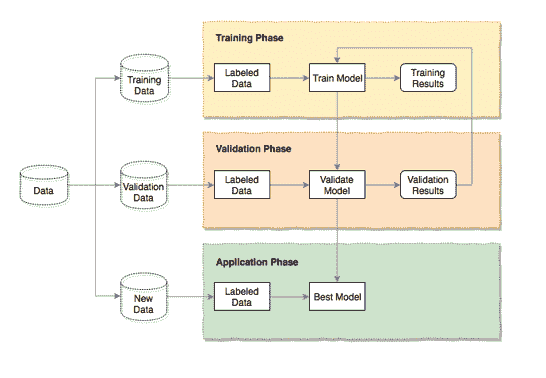 Training Phase
Training
Data
Labeled
Data
Train Model
Training
Results
Validation Phase
Data
Validation
Data
Labeled
Data
Validate
Model
Validation
Results
Application Phase
New
Data
Labeled
Data
Best Model